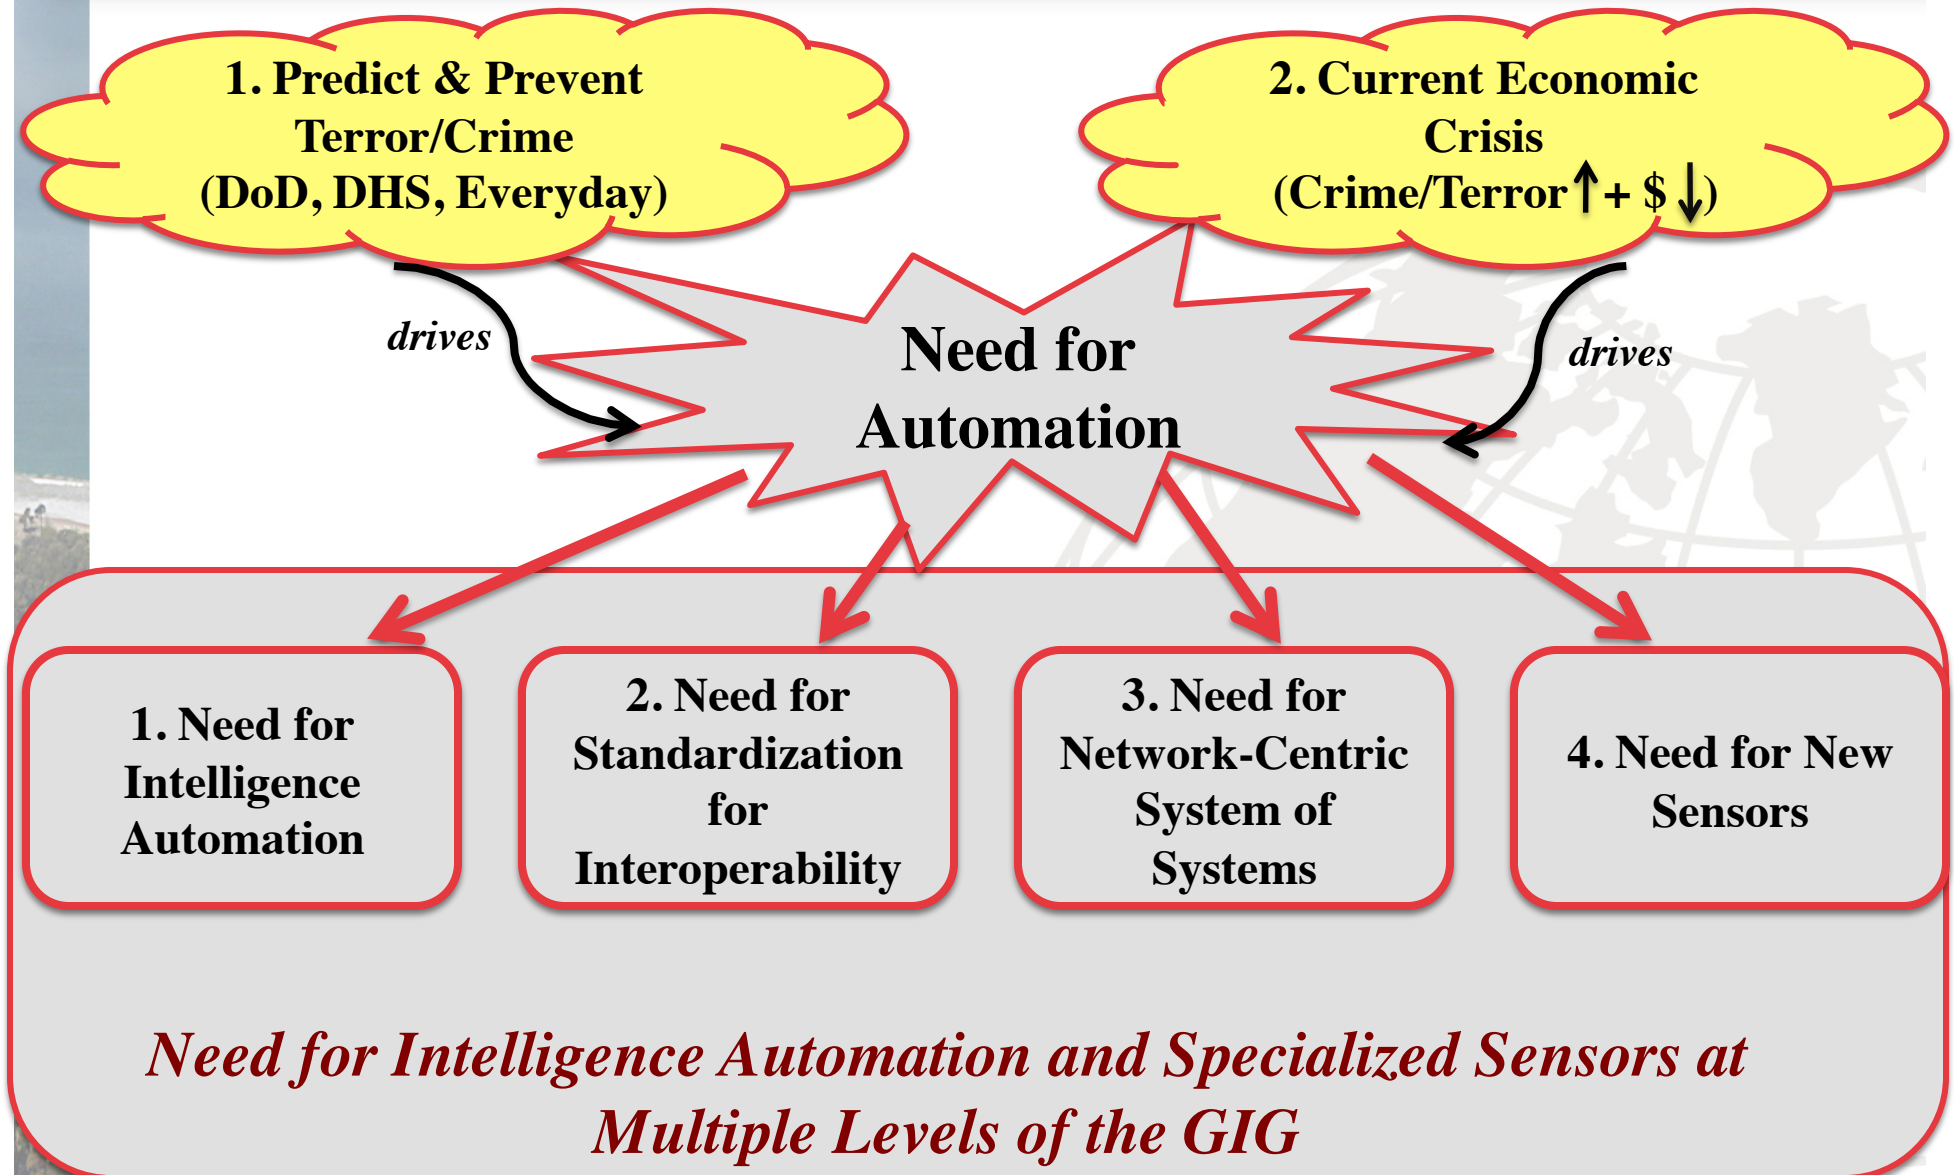 1. Predict & Prevent
Terror/Crime
(DoD, DHS, Everyday)
2. Current Economic
Crisis
(Crime/Terror ↑ + $ ↓)
drives
drives
Need for
Automation
1. Need for
Intelligence
Automation
2. Need for
Standardization
for
Interoperability
3. Need for
Network-Centric
System of
Systems
4. Need for New
Sensors
Need for Intelligence Automation and Specialized Sensors at
Multiple Levels of the GIG